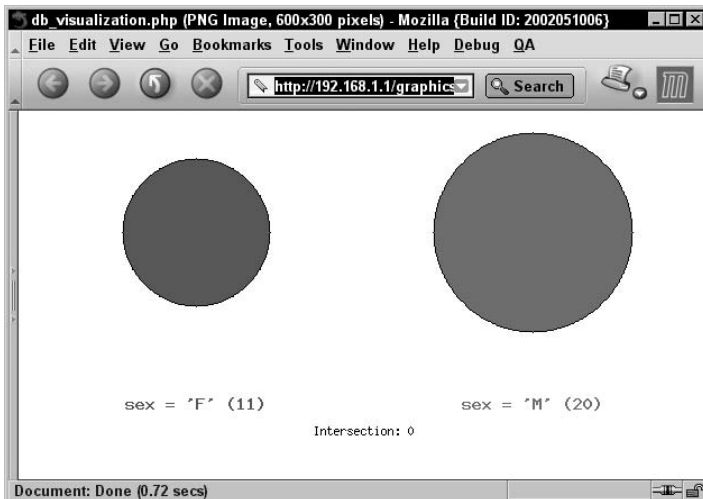 db_visualization.php (PNG Image, 600x300 pixels) - Mozilla {Build ID: 2002051006}
File Edit View Go Bookmarks Tools Window Help Debug QA
http://192.168.1.1/graphics Search
sex = 'F' (11) sex = 'M' (20)
Intersection: 0
Document: Done (0.72 secs)